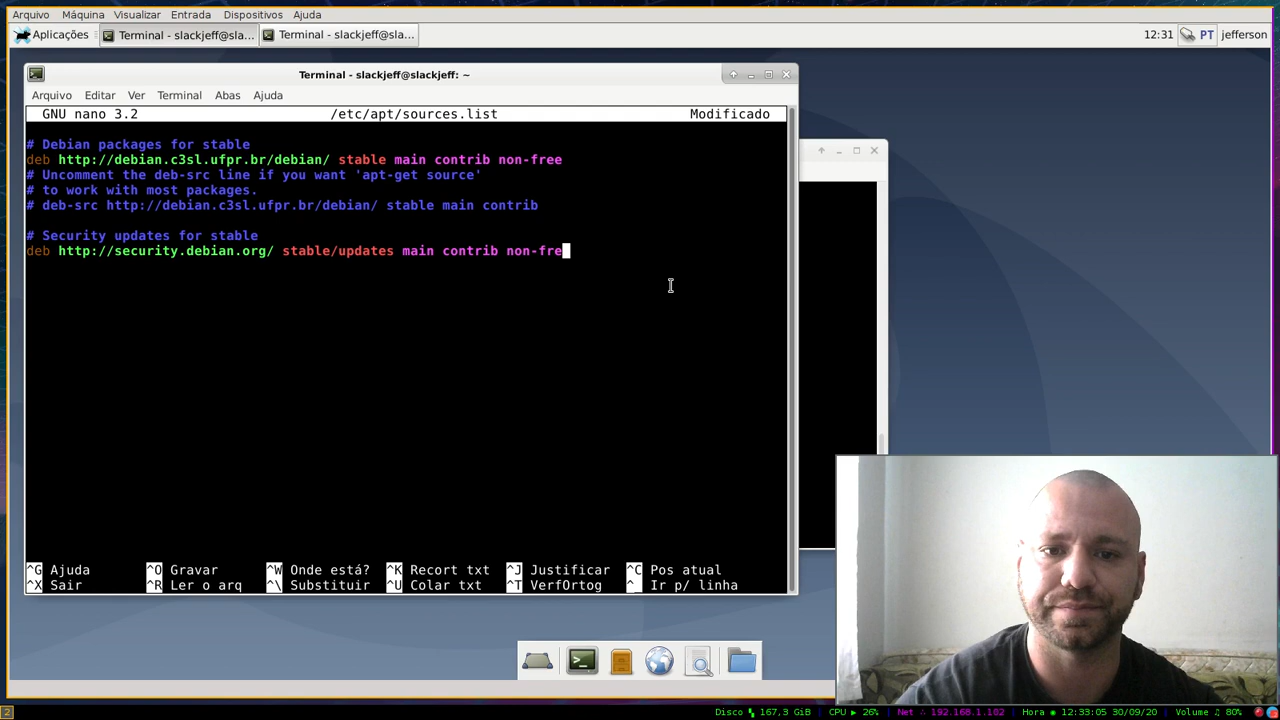 Arquivo Máquina Visualizar Entrada Dispositivos Ajuda
Aplicações Terminal - slackjeff@sla... Terminal - slackjeff@sla... 12:31 PT jefferson
Terminal - slackjeff@slackjeff: ~
Arquivo Editar Ver Terminal Abas Ajuda
GNU nano 3.2 /etc/apt/sources.list Modificado
# Debian packages for stable
deb http://debian.c3sl.ufpr.br/debian/ stable main contrib non-free
# Uncomment the deb-src line if you want 'apt-get source'
# to work with most packages.
# deb-src http://debian.c3sl.ufpr.br/debian/ stable main contrib
# Security updates for stable
deb http://security.debian.org/ stable/updates main contrib non-fre
^G Ajuda ^O Gravar ^W Onde está? ^K Recort txt ^J Justificar ^C Pos atual
^X Sair ^R Ler o arq ^\ Substituir ^U Colar txt ^T VerfOrtog ^_ Ir p/ linha
2 Disco 167,3 GiB | CPU 26% | Net 192.168.1.102 | Hora 12:33:05 30/09/20 | Volume 80%